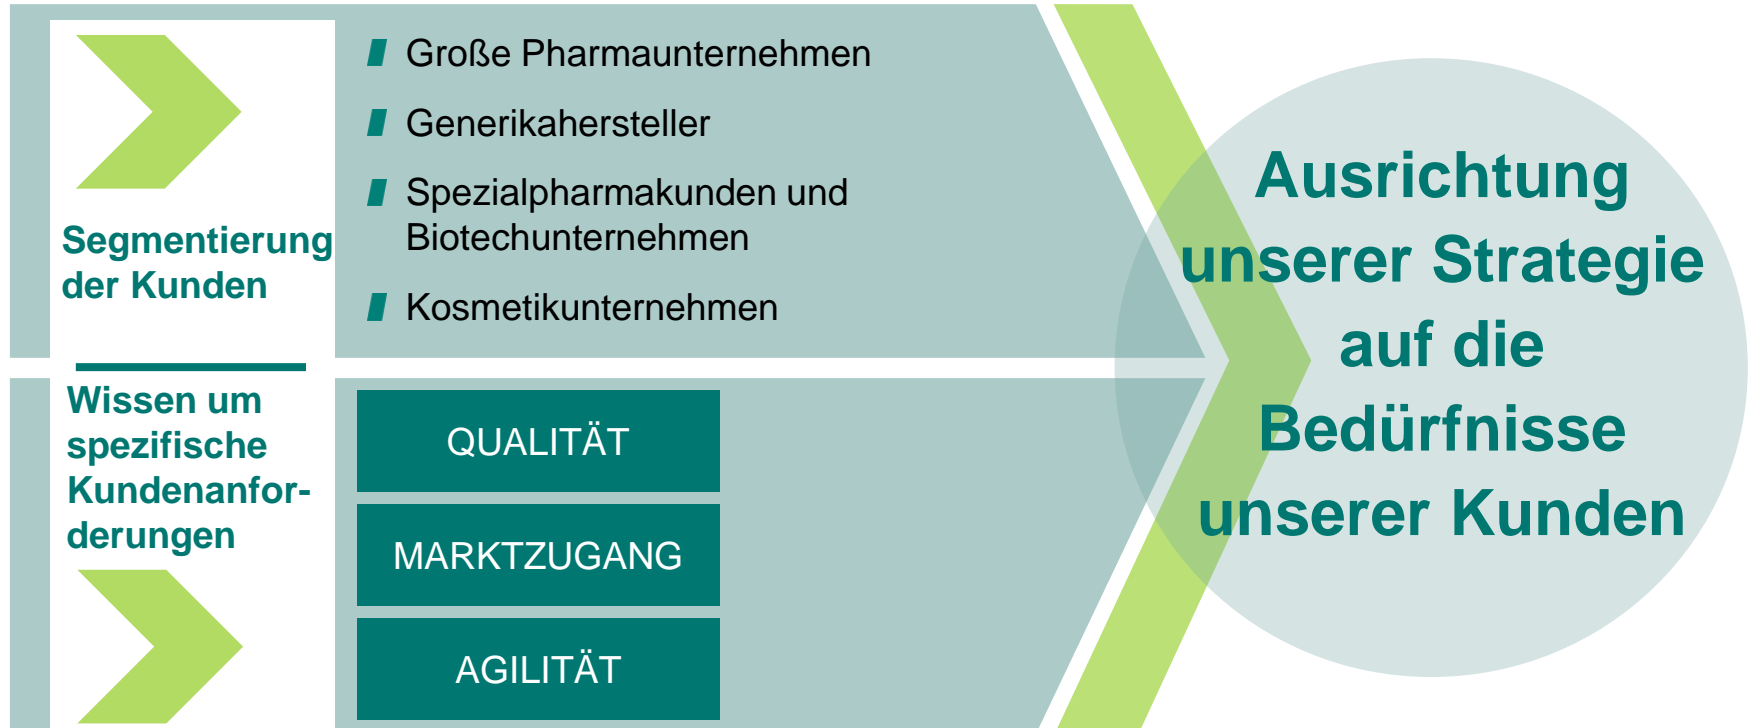 Segmentierung
der Kunden
Große Pharmaunternehmen
Generikahersteller
Spezialpharmakunden und
Biotechunternehmen
Kosmetikunternehmen
Wissen um
spezifische
Kundenanfor-
derungen
QUALITÄT
MARKTZUGANG
AGILITÄT
Ausrichtung
unserer Strategie
auf die
Bedürfnisse
unserer Kunden